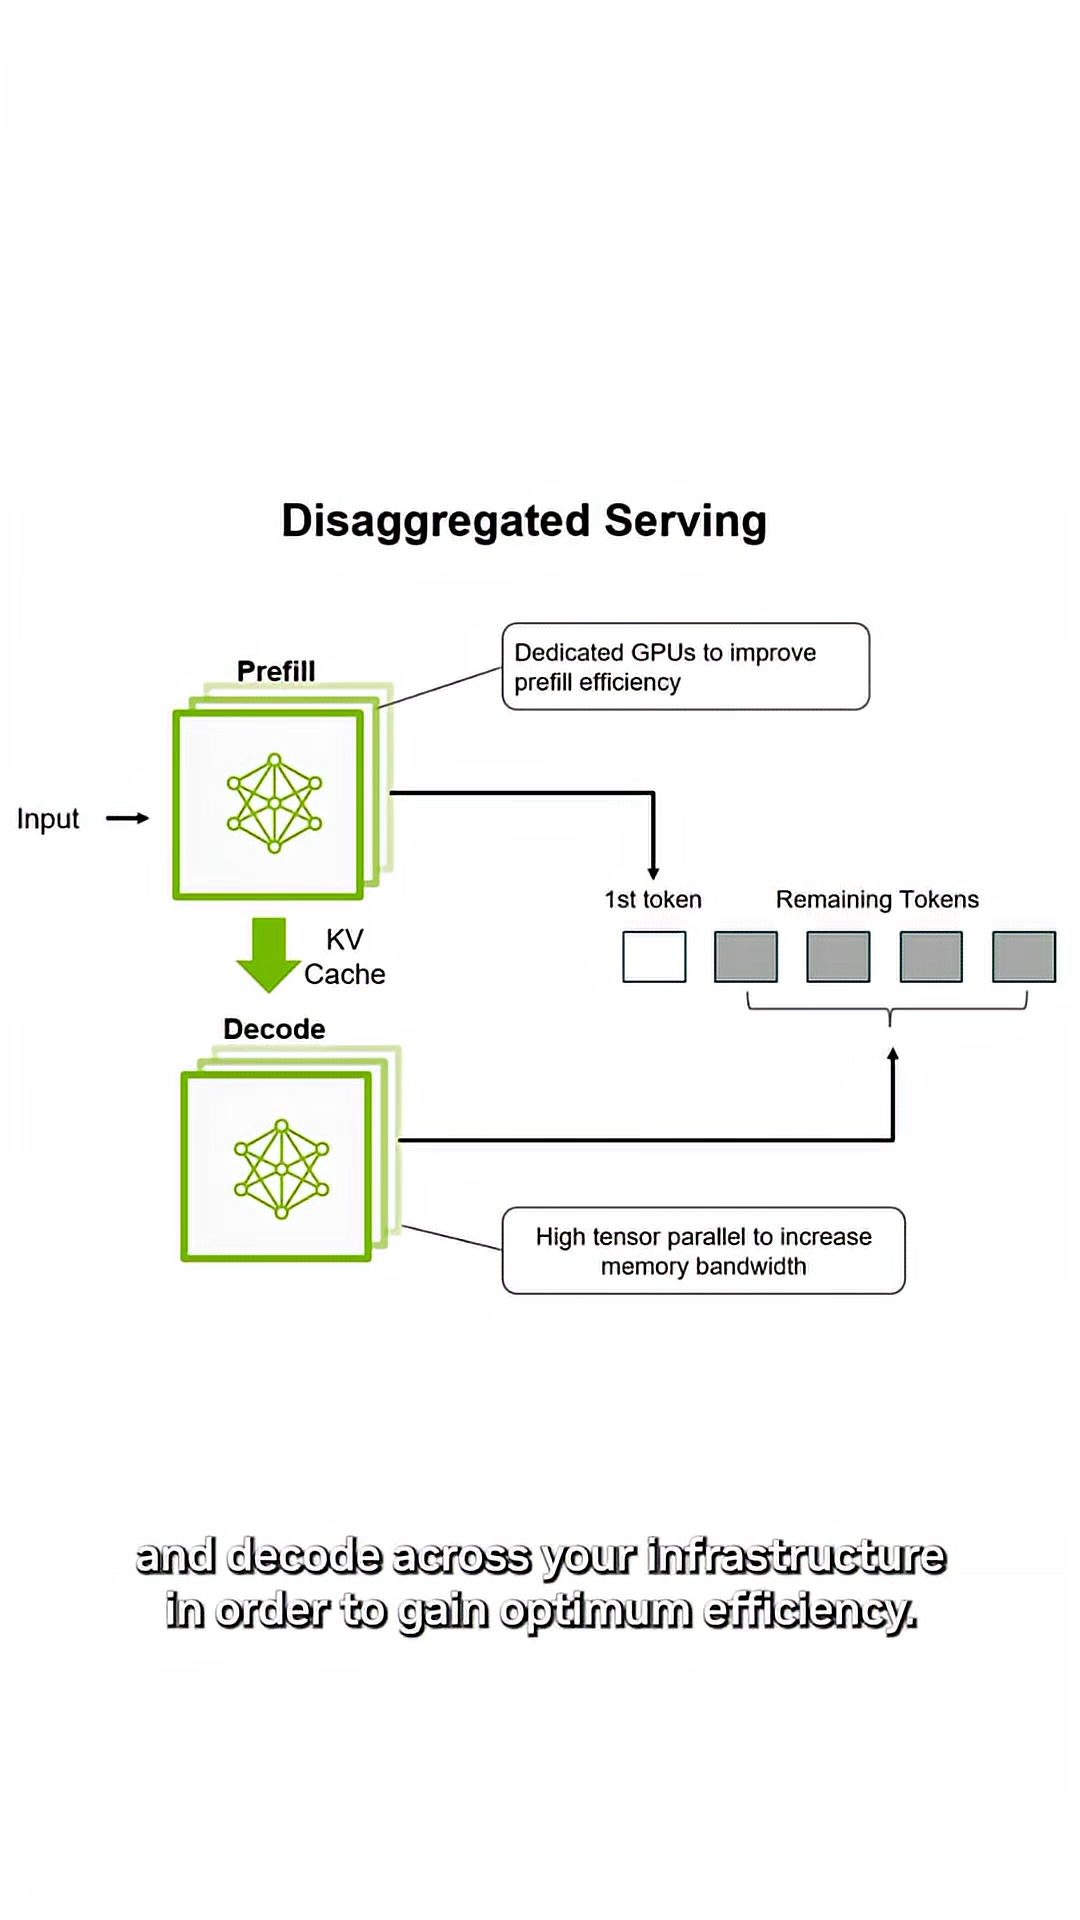 Disaggregated Serving
Dedicated GPUs to improve
prefill efficiency
Prefill
Input
1st token
Remaining Tokens
KV
Cache
Decode
High tensor parallel to increase
memory bandwidth
and decode across your infrastructure
in order to gain optimum efficiency.